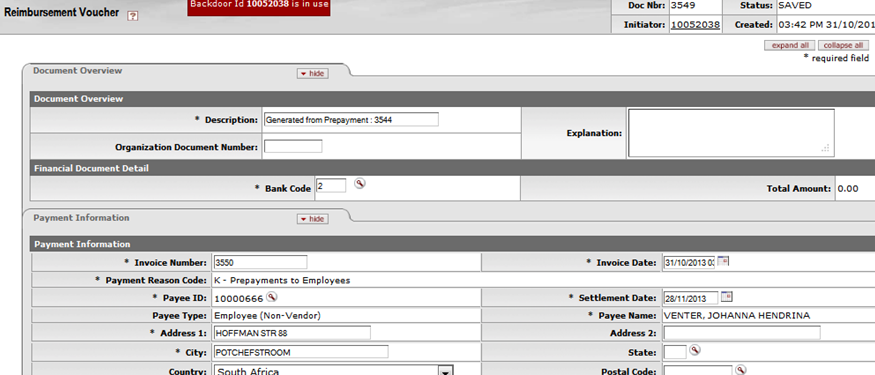 Backdoor Id 10052038 is in use
Reimbursement Voucher ?
Doc Nbr: 3549 Status: SAVED
Initiator: 10052038 Created: 03:42 PM 31/10/201
expand all collapse all
* required field
Document Overview hide
Document Overview
* Description: Generated from Prepayment : 3544 Explanation:
Organization Document Number:
Financial Document Detail
* Bank Code 2 Total Amount: 0.00
Payment Information hide
Payment Information
* Invoice Number: 3550 * Invoice Date: 31/10/2013
* Payment Reason Code: K - Prepayments to Employees
* Payee ID: 10000666 * Settlement Date: 28/11/2013
Payee Type: Employee (Non-Vendor) * Payee Name: VENTER, JOHANNA HENDRINA
* Address 1: HOFFMAN STR 88 Address 2:
* City: POTCHEFSTROOM State:
Country: South Africa Postal Code: